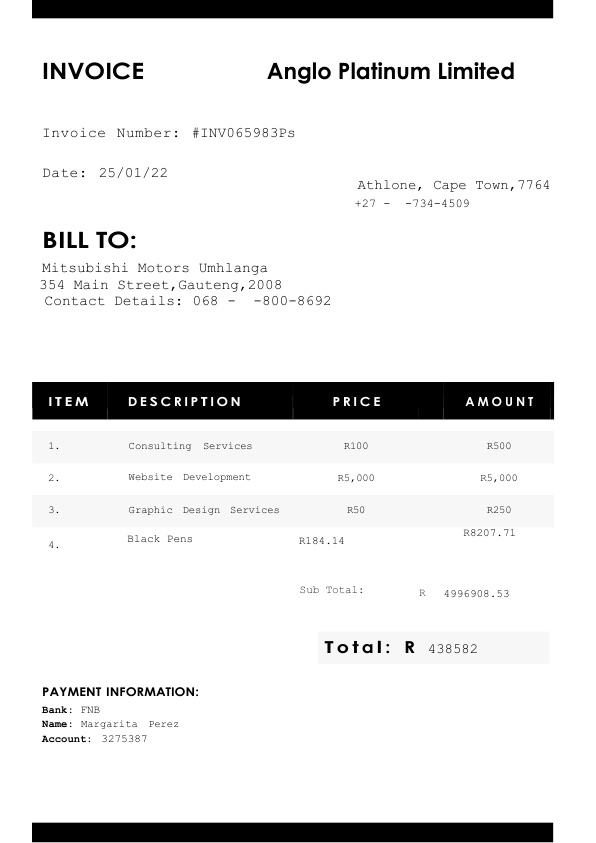 INVOICE Anglo Platinum Limited
Invoice Number: #INV065983Ps
Date: 25/01/22
Athlone, Cape Town,7764
+27 - -734-4509
BILL TO:
Mitsubishi Motors Umhlanga
354 Main Street,Gauteng,2008
Contact Details: 068 - -800-8692
ITEM DESCRIPTION PRICE AMOUNT
1. Consulting Services R100 R500
2. Website Development R5,000 R5,000
3. Graphic Design Services R50 R250
4. Black Pens R184.14 R8207.71
Sub Total: R 4996908.53
Total: R 438582
PAYMENT INFORMATION:
Bank: FNB
Name: Margarita Perez
Account: 3275387